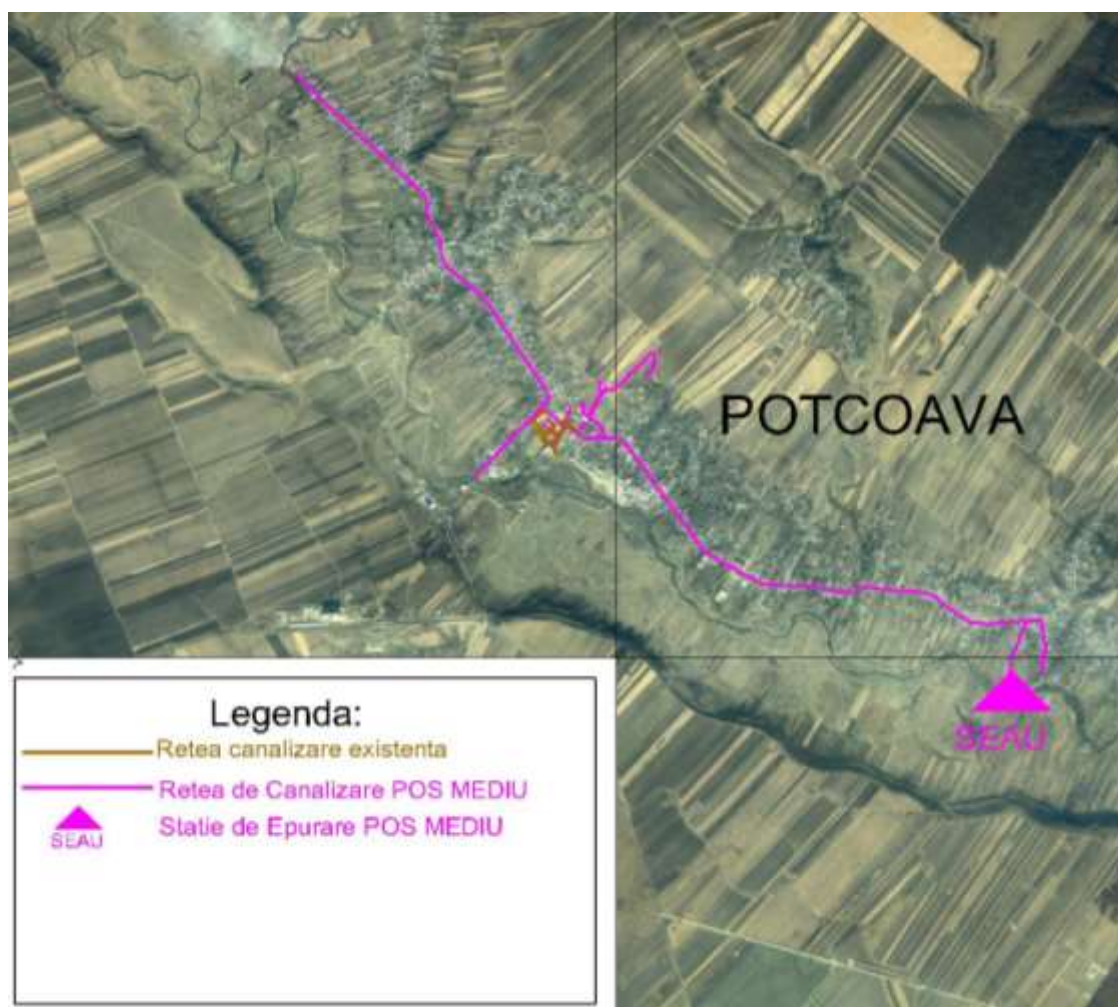 POTCOAVA
SEAU
Legenda:
Retea canalizare existenta
Retea de Canalizare POS MEDIU
Statie de Epurare POS MEDIU
SEAU